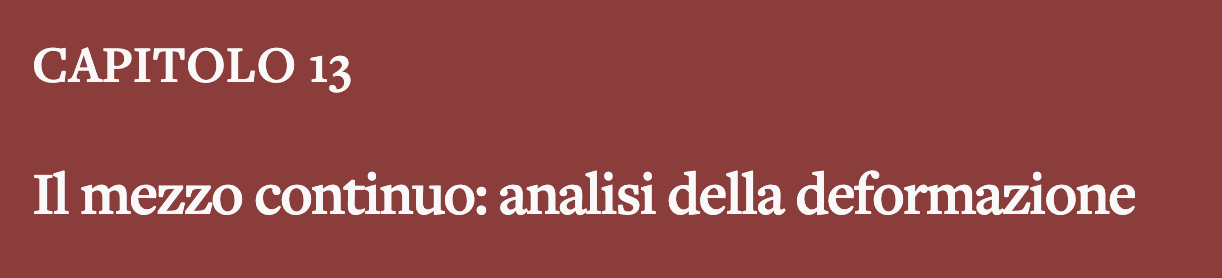 CAPITOLO 13
Il mezzo continuo: analisi della deformazione